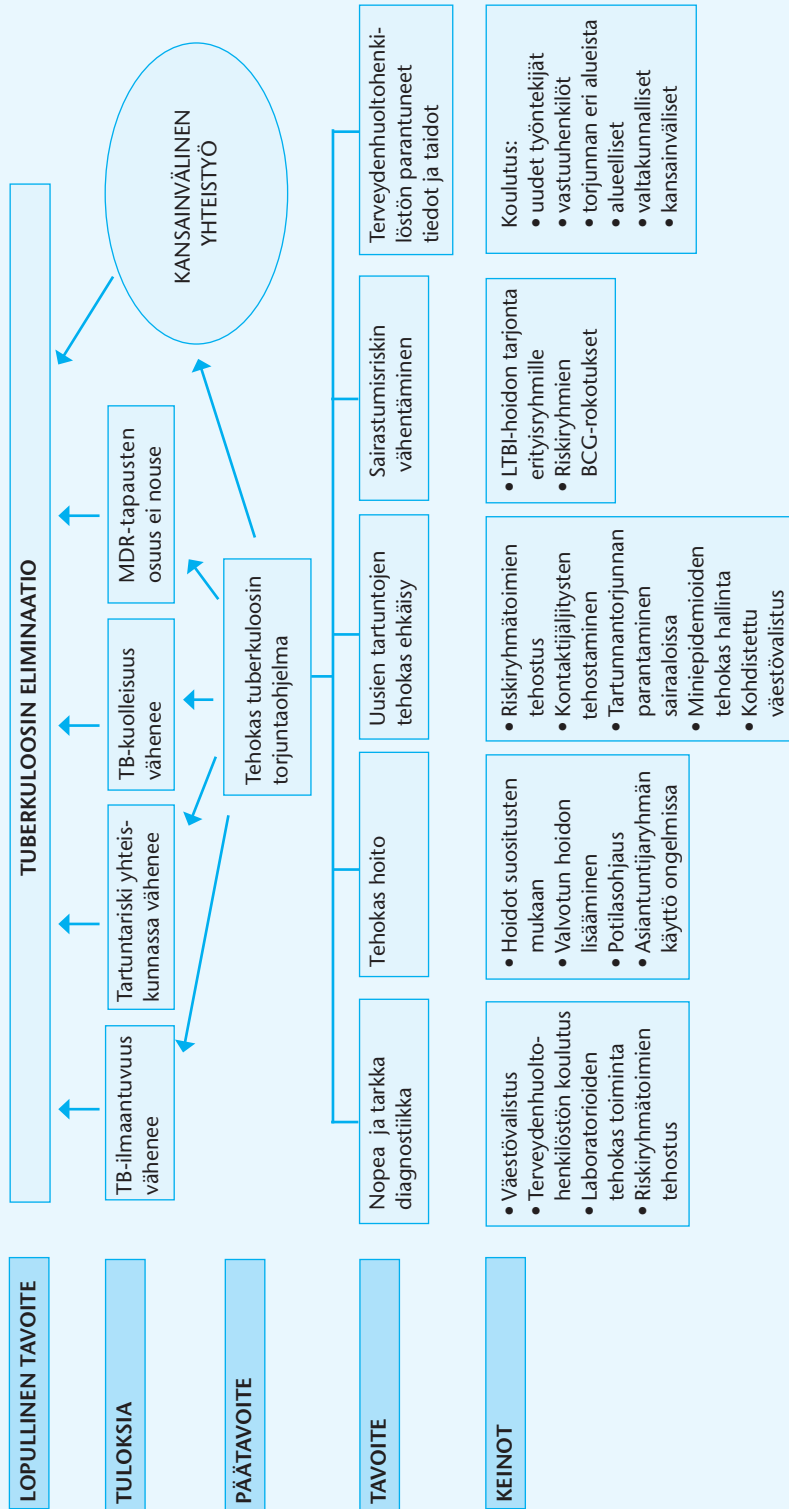 LOPULLINEN TAVOITE
TUBERKULOOSIN ELIMINAATIO
TULOKSIA
TB-ilmaantuvuus
vähenee
Tartuntariski yhteis-
kunnassa vähenee
TB-kuolleisuus
vähenee
MDR-tapausten
osuus ei nouse
KANSAINVÄLINEN
YHTEISTYÖ
PÄÄTAVOITE
Tehokas tuberkuloosin
torjuntaohjelma
TAVOITE
Nopea ja tarkka
diagnostiikka
Tehokas hoito
Uusien tartuntojen
tehokas ehkäisy
Sairastumisriskin
vähentäminen
Terveydenhuoltohenki-
löstön parantuneet
tiedot ja taidot
KEINOT
• Väestövalistus
• Terveydenhuolto-
henkilöstön koulutus
• Laboratorioiden
tehokas toiminta
• Riskiryhmätoimien
tehostus
• Hoidot suositusten
mukaan
• Valvotun hoidon
lisääminen
• Potilasohjaus
• Asiantuntijaryhmän
käyttö ongelmissa
• Riskiryhmätoimien
tehostus
• Kontaktijäljitysten
tehostaminen
• Tartunnantorjunnan
parantaminen
sairaaloissa
• Miniepidemioiden
tehokas hallinta
• Kohdistettu
väestövalistus
• LTBI-hoidon tarjonta
erityisryhmille
• Riskiryhmien
BCG-rokotukset
Koulutus:
• uudet työntekijät
• vastuuhenkilöt
• torjunnan eri alueista
• alueelliset
• valtakunnalliset
• kansainväliset